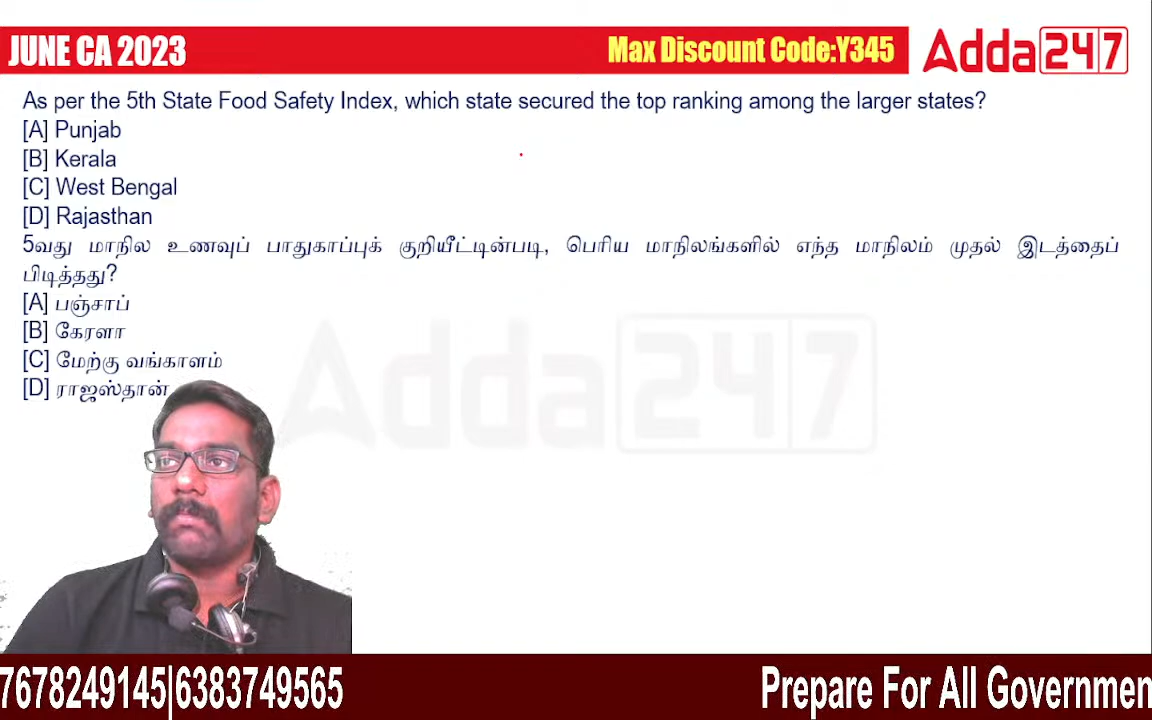 JUNE CA 2023
Max Discount Code:Y345
Adda247
As per the 5th State Food Safety Index, which state secured the top ranking among the larger states?
[A] Punjab
[B] Kerala
[C] West Bengal
[D] Rajasthan
5வது மாநில உணவுப் பாதுகாப்புக் குறியீட்டின்படி, பெரிய மாநிலங்களில் எந்த மாநிலம் முதல் இடத்தைப்
பிடித்தது?
[A] பஞ்சாப்
[B] கேரளா
[C] மேற்கு வங்காளம்
[D] ராஜஸ்தான்
Adda247
7678249145|6383749565
Prepare For All Governmen